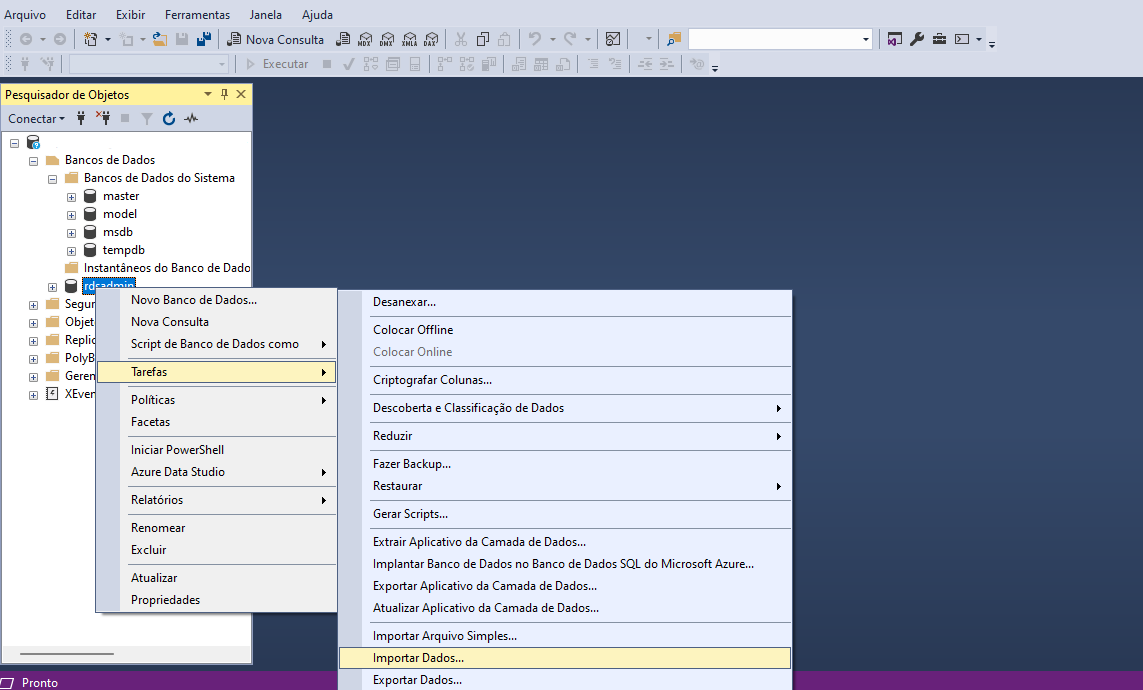 Arquivo Editar Exibir Ferramentas Janela Ajuda
Nova Consulta MDX DMX XMLA DAX
Executar
Pesquisador de Objetos
Conectar
Bancos de Dados
Bancos de Dados do Sistema
master
model
msdb
tempdb
Instantâneos do Banco de Dado
rdsadmin
Segur
Objet
Replic
PolyB
Geren
XEven
Novo Banco de Dados...
Nova Consulta
Script de Banco de Dados como
Tarefas
Políticas
Facetas
Iniciar PowerShell
Azure Data Studio
Relatórios
Renomear
Excluir
Atualizar
Propriedades
Desanexar...
Colocar Offline
Colocar Online
Criptografar Colunas...
Descoberta e Classificação de Dados
Reduzir
Fazer Backup...
Restaurar
Gerar Scripts...
Extrair Aplicativo da Camada de Dados...
Implantar Banco de Dados no Banco de Dados SQL do Microsoft Azure...
Exportar Aplicativo da Camada de Dados...
Atualizar Aplicativo da Camada de Dados...
Importar Arquivo Simples...
Importar Dados...
Exportar Dados...
Pronto